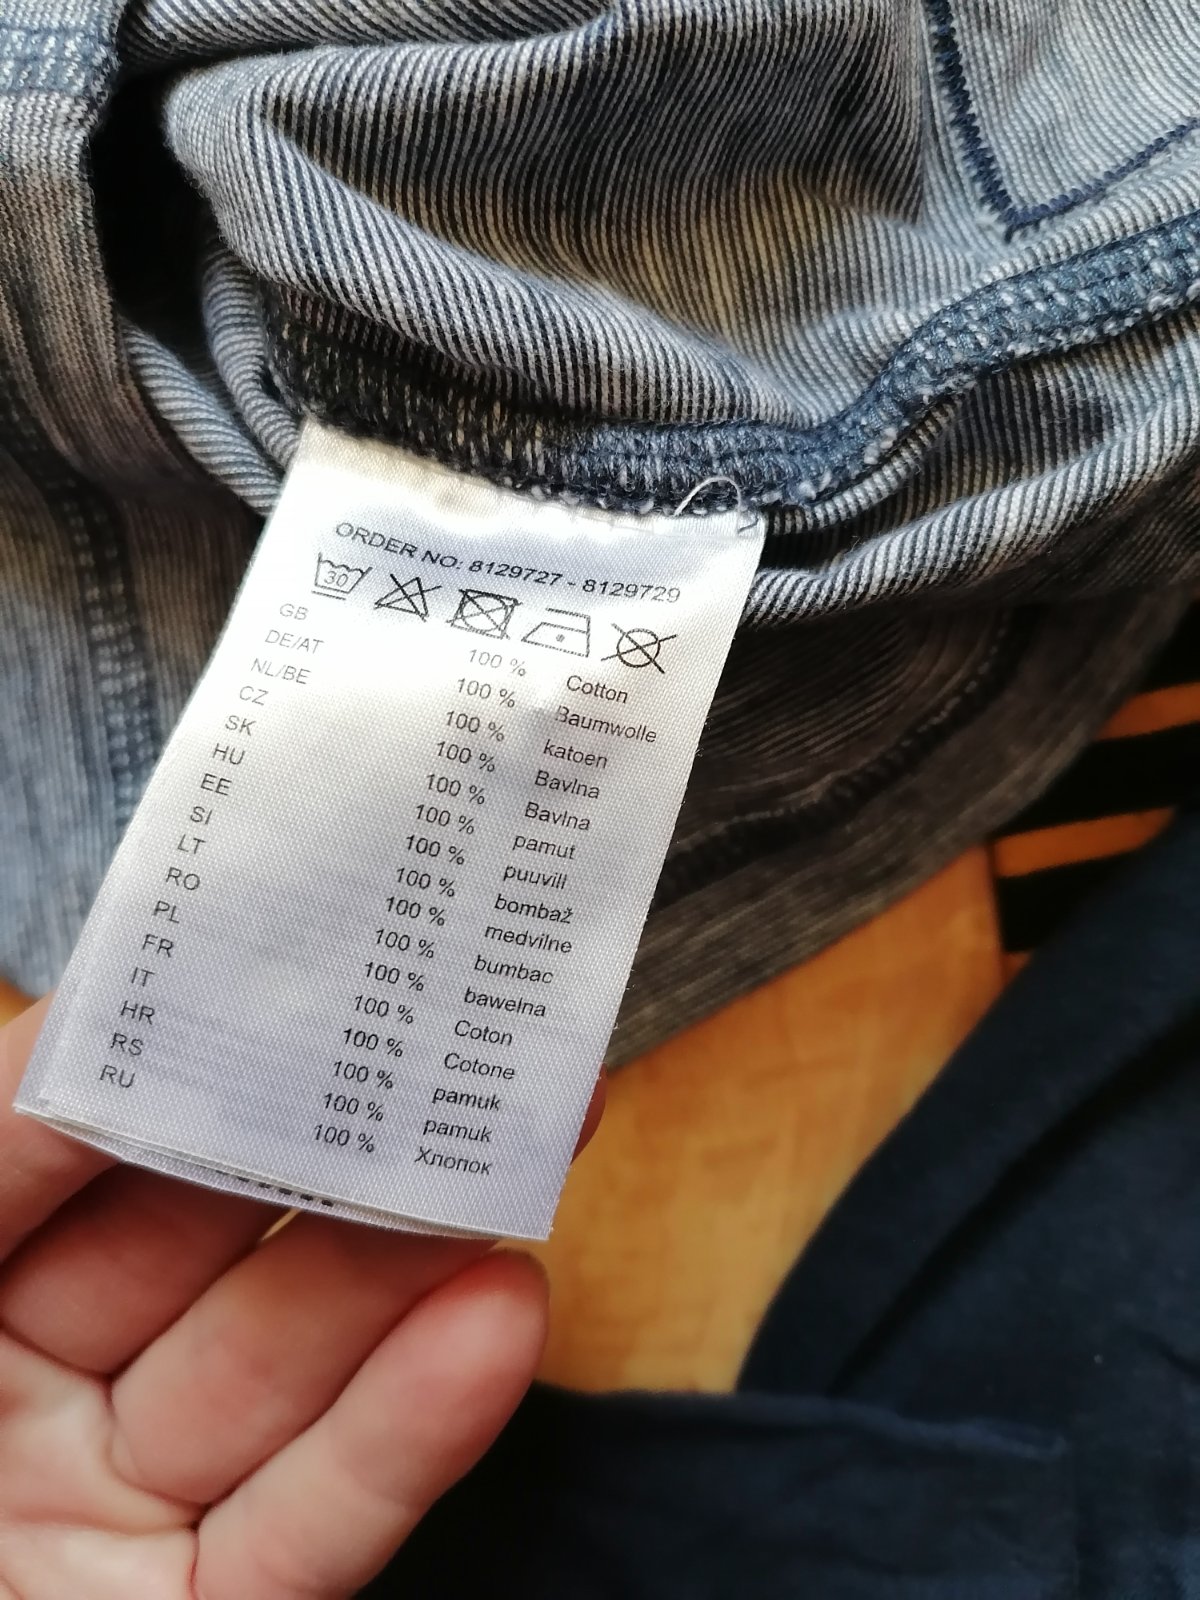 ORDER NO: 8129727 - 8129729
30
GB 100 % Cotton
DE/AT 100 % Baumwolle
NL/BE 100 % katoen
CZ 100 % Bavlna
SK 100 % Bavlna
HU 100 % pamut
EE 100 % puuvill
SI 100 % bombaž
LT 100 % medvilne
RO 100 % bumbac
PL 100 % bawełna
FR 100 % Coton
IT 100 % Cotone
HR 100 % pamuk
RS 100 % pamuk
RU 100 % Хлопок